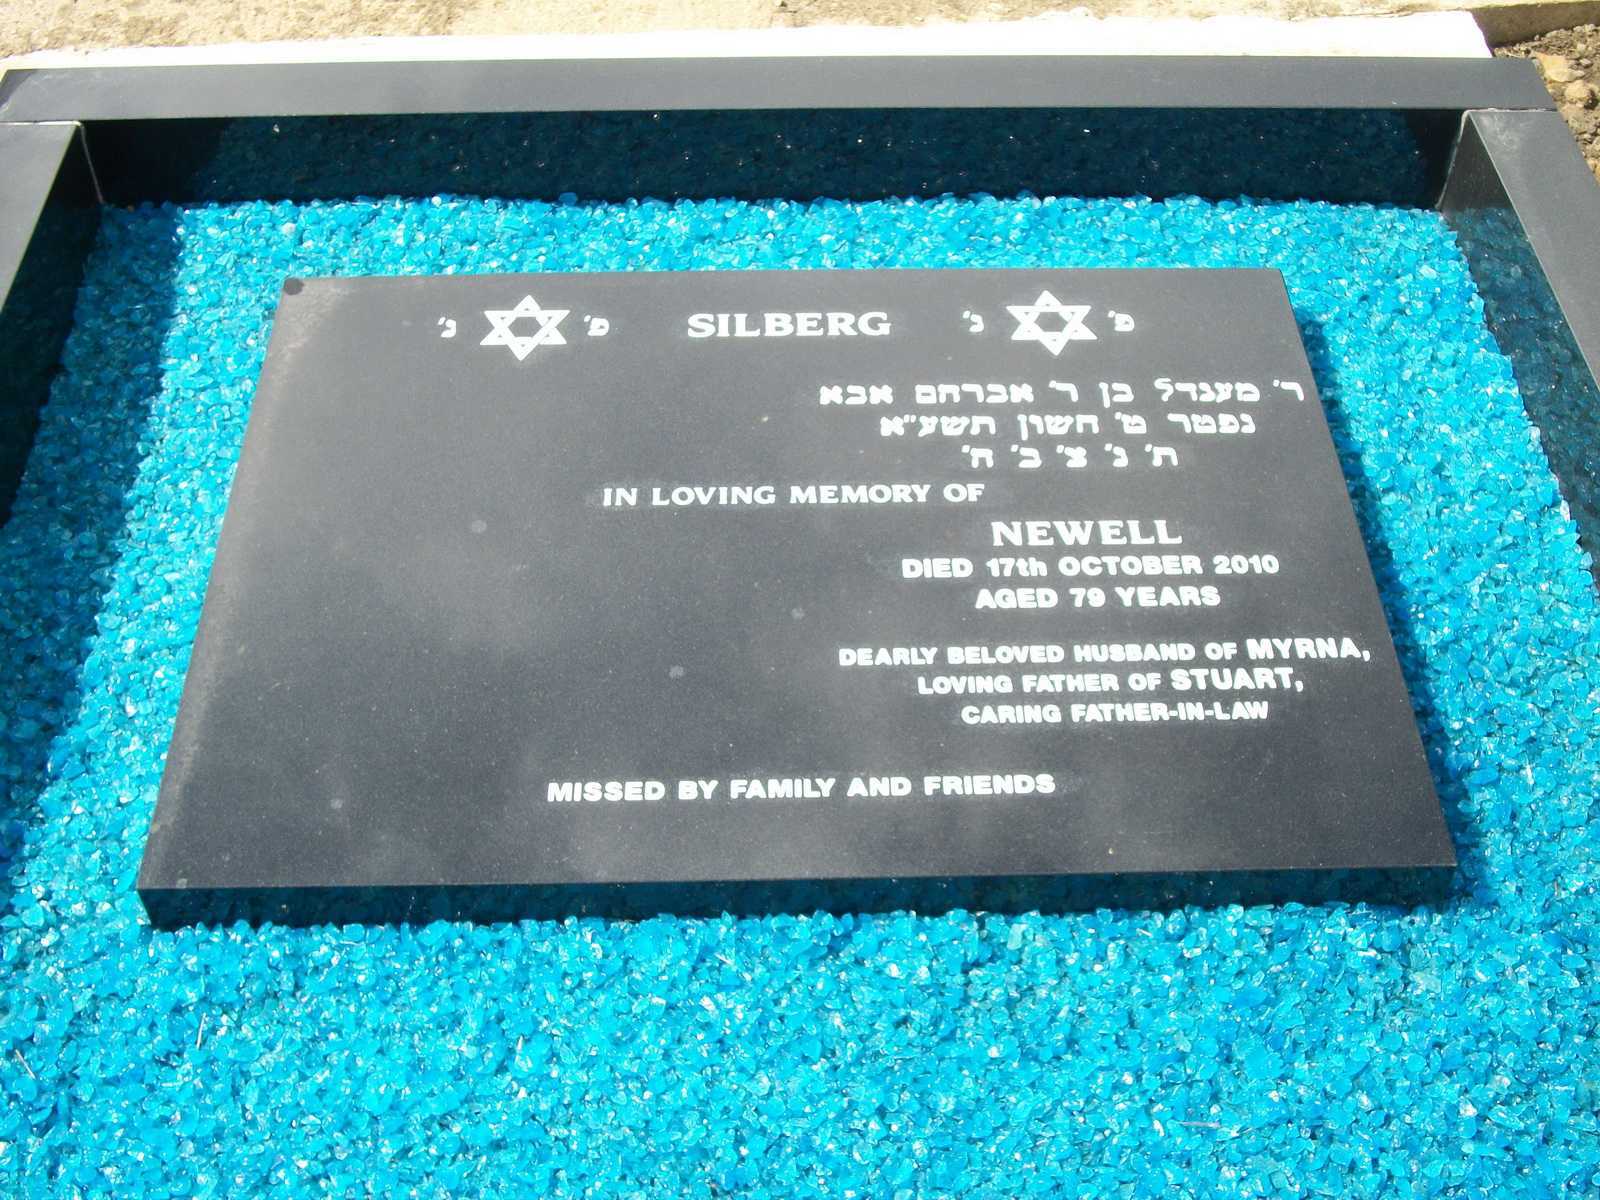 פ' נ' SILBERG פ' נ'
ר' מענדל בן ר' אברהם אבא
נפטר ט' חשון תשע"א
ת' נ' צ' ב' ה'
IN LOVING MEMORY OF
NEWELL
DIED 17th OCTOBER 2010
AGED 79 YEARS
DEARLY BELOVED HUSBAND OF MYRNA,
LOVING FATHER OF STUART,
CARING FATHER-IN-LAW
MISSED BY FAMILY AND FRIENDS